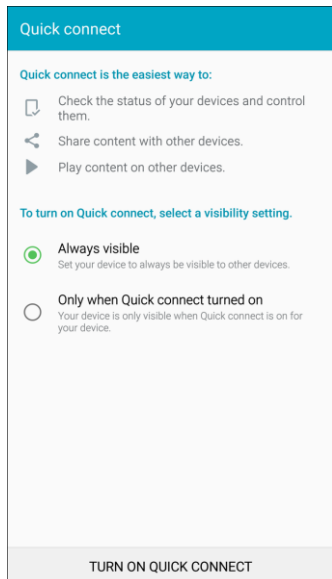 Quick connect
Quick connect is the easiest way to:
Check the status of your devices and control
them.
Share content with other devices.
Play content on other devices.
To turn on Quick connect, select a visibility setting.
Always visible
Set your device to always be visible to other devices.
Only when Quick connect turned on
Your device is only visible when Quick connect is on for
your device.
TURN ON QUICK CONNECT